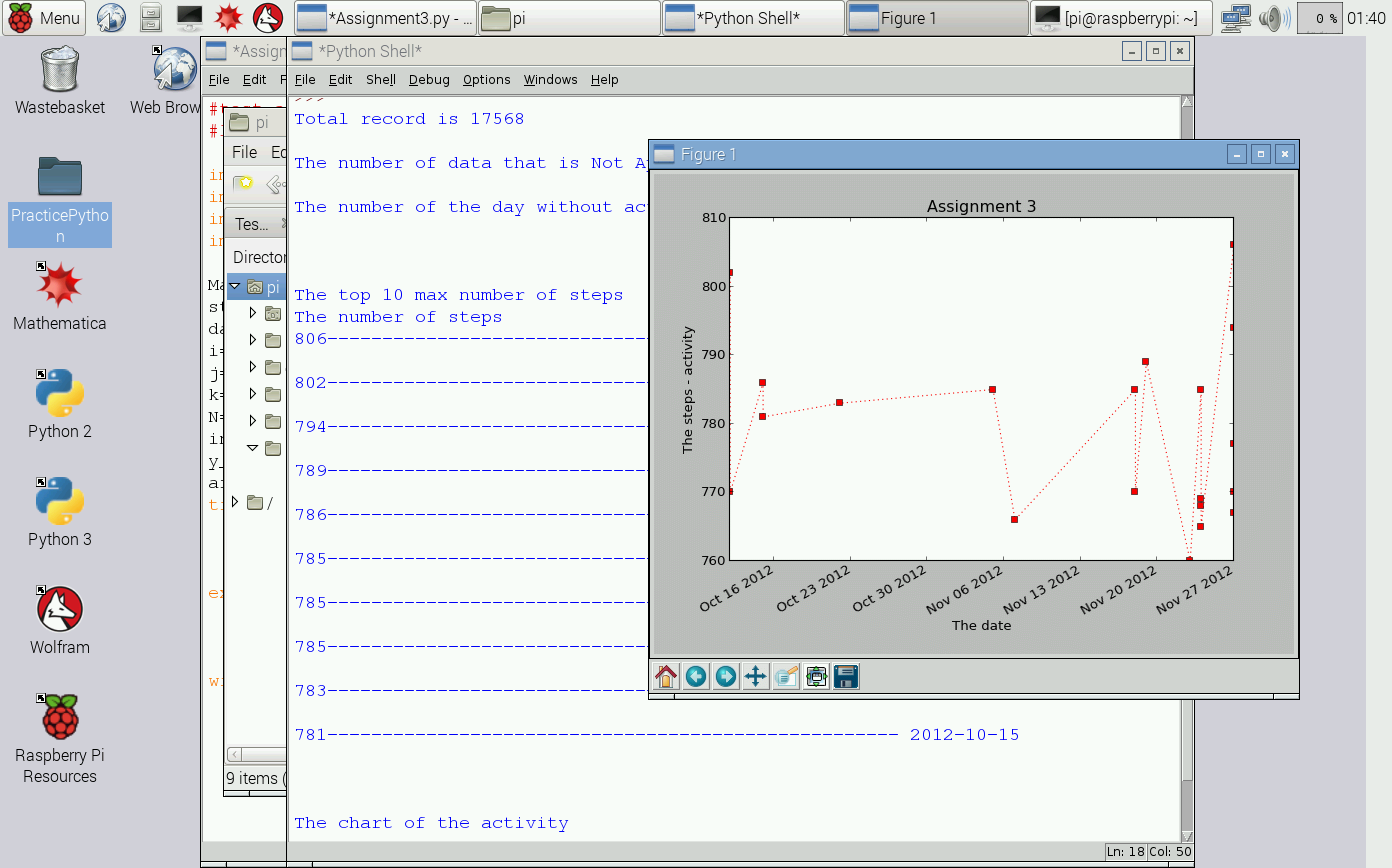 Menu
*Assignment3.py - ...
pi
*Python Shell*
Figure 1
[pi@raspberrypi: ~]
0 %
01:40
Wastebasket
Web Brow
PracticePytho
n
Mathematica
Python 2
Python 3
Wolfram
Raspberry Pi
Resources
*Assign
File Edit F
pi
File Ed
Tes...
Director
pi
/
9 items (
*Python Shell*
File Edit Shell Debug Options Windows Help
>>>
Total record is 17568
The number of data that is Not A
The number of the day without ac
The top 10 max number of steps
The number of steps
806-----------------------------
802-----------------------------
794-----------------------------
789-----------------------------
786-----------------------------
785-----------------------------
785-----------------------------
785-----------------------------
783-----------------------------
781---------------------------------------------------- 2012-10-15
The chart of the activity
Ln: 18 Col: 50
Figure 1
Assignment 3
The steps - activity
810
800
790
780
770
760
Oct 16 2012
Oct 23 2012
Oct 30 2012
Nov 06 2012
Nov 13 2012
Nov 20 2012
Nov 27 2012
The date